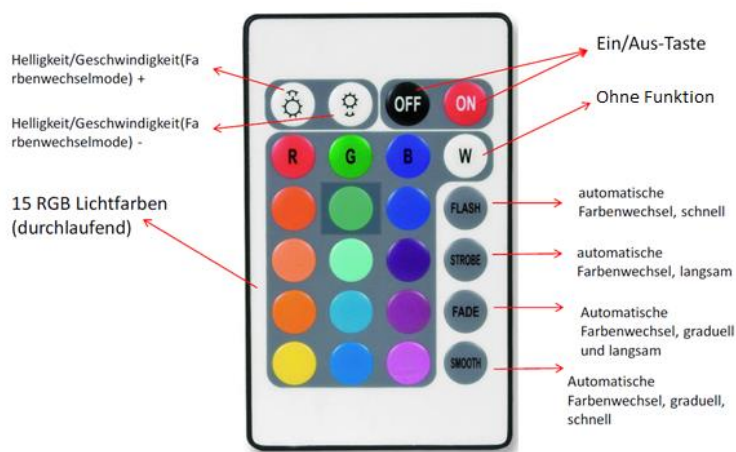 Helligkeit/Geschwindigkeit(Fa
rbenwechselmode) +
Helligkeit/Geschwindigkeit(Fa
rbenwechselmode) -
15 RGB Lichtfarben
(durchlaufend)
OFF
ON
R
G
B
W
FLASH
STROBE
FADE
SMOOTH
Ein/Aus-Taste
Ohne Funktion
automatische
Farbenwechsel, schnell
automatische
Farbenwechsel, langsam
Automatische
Farbenwechsel, graduell
und langsam
Automatische
Farbenwechsel, graduell,
schnell